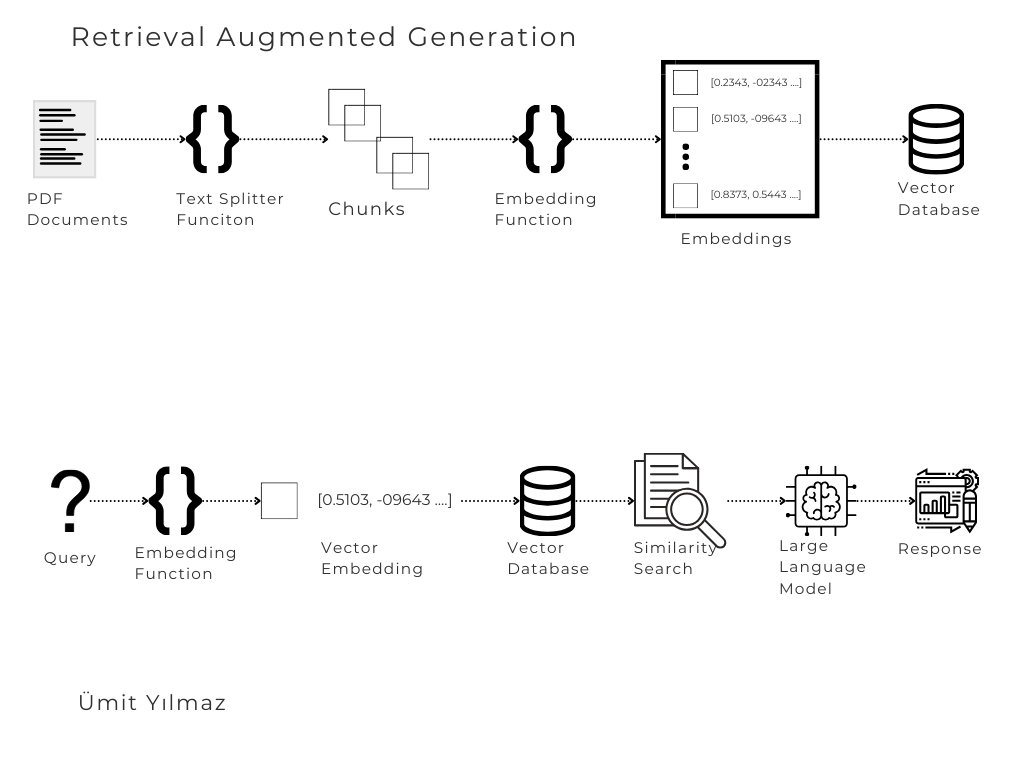 Retrieval Augmented Generation
PDF
Documents
Text Splitter
Funciton
Chunks
Embedding
Function
[0.2343, -02343 ....]
[0.5103, -09643 ....]
[0.8373, 0.5443 ....]
Embeddings
Vector
Database
?
Query
Embedding
Function
[0.5103, -09643 ....]
Vector
Embedding
Vector
Database
Similarity
Search
Large
Language
Model
Response
Ümit Yılmaz